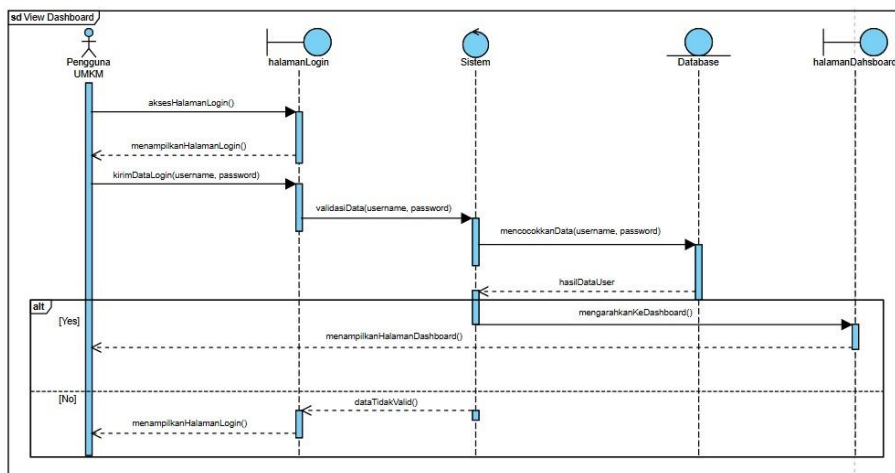 sd View Dashboard
Pengguna
UMKM
halamanLogin
Sistem
Database
halamanDahsboard
aksesHalamanLogin()
menampilkanHalamanLogin()
kirimDataLogin(username, password)
validasiData(username, password)
mencocokkanData(username, password)
hasilDataUser
alt
[Yes]
mengarahkanKeDashboard()
menampilkanHalamanDashboard()
[No]
dataTidakValid()
menampilkanHalamanLogin()